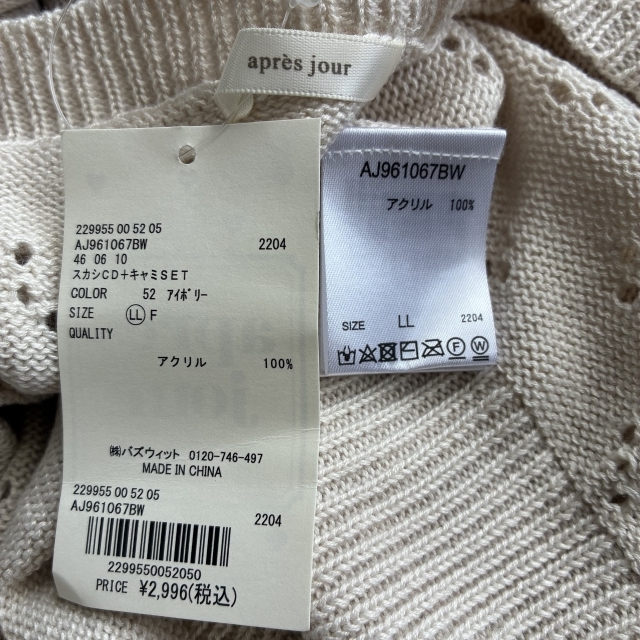 après jour
229955 00 52 05
AJ961067BW 2204
46 06 10
スカシCD+キャミSET
COLOR 52 アイボリー
SIZE LL F
QUALITY
アクリル 100%
㈱バズウィット 0120-746-497
MADE IN CHINA
229955 00 52 05
AJ961067BW 2204
2299550052050
PRICE ¥2,996(税込)
AJ961067BW
アクリル 100%
SIZE LL 2204
F W